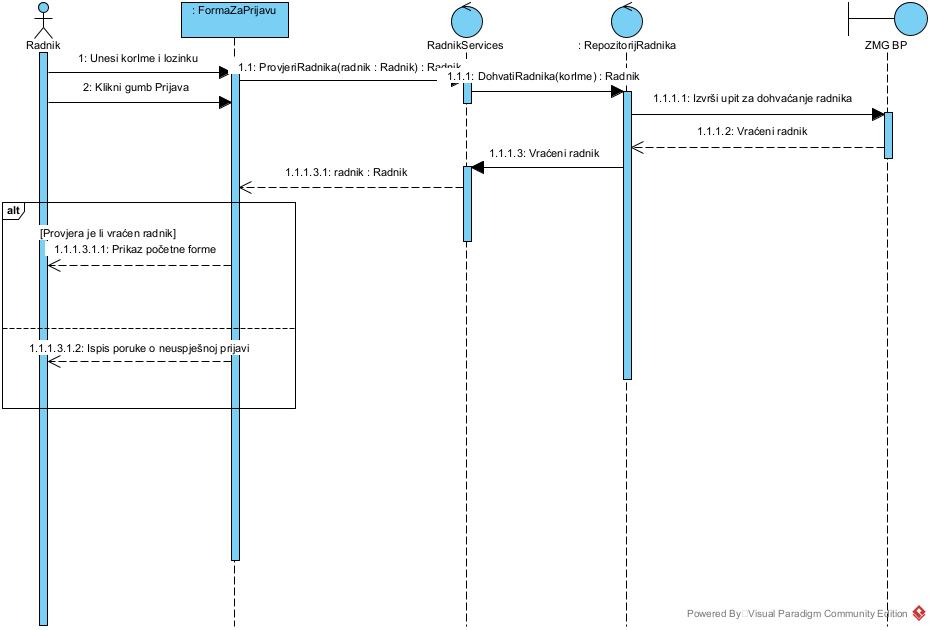 : FormaZaPrijavu
Radnik
RadnikServices
: RepozitorijRadnika
ZMG BP
1: Unesi korIme i lozinku
1.1: ProvjeriRadnika(radnik : Radnik) : Radnik
1.1.1: DohvatiRadnika(korIme) : Radnik
2: Klikni gumb Prijava
1.1.1.1: Izvrši upit za dohvaćanje radnika
1.1.1.2: Vraćeni radnik
1.1.1.3: Vraćeni radnik
1.1.1.3.1: radnik : Radnik
alt
[Provjera je li vraćen radnik]
1.1.1.3.1.1: Prikaz početne forme
1.1.1.3.1.2: Ispis poruke o neuspješnoj prijavi
Powered By Visual Paradigm Community Edition